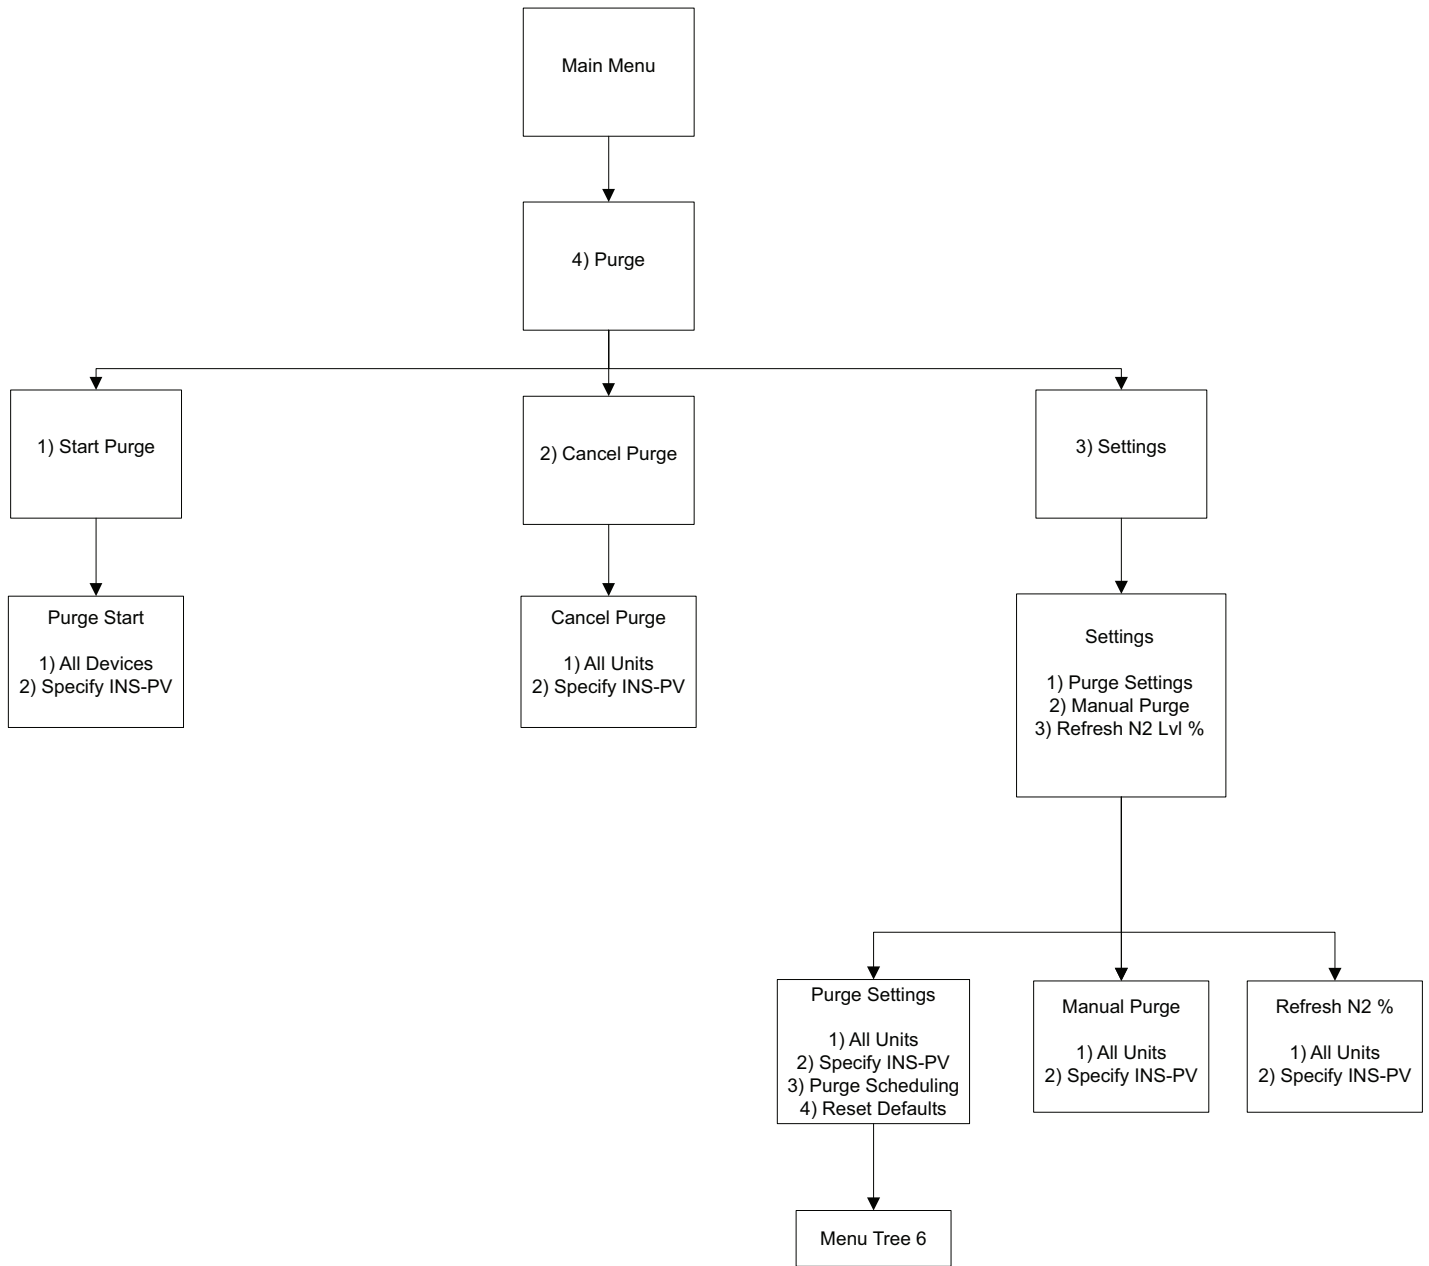 Main Menu
4) Purge
1) Start Purge
2) Cancel Purge
3) Settings
Purge Start
1) All Devices
2) Specify INS-PV
Cancel Purge
1) All Units
2) Specify INS-PV
Settings
1) Purge Settings
2) Manual Purge
3) Refresh N2 Lvl %
Purge Settings
1) All Units
2) Specify INS-PV
3) Purge Scheduling
4) Reset Defaults
Manual Purge
1) All Units
2) Specify INS-PV
Refresh N2 %
1) All Units
2) Specify INS-PV
Menu Tree 6